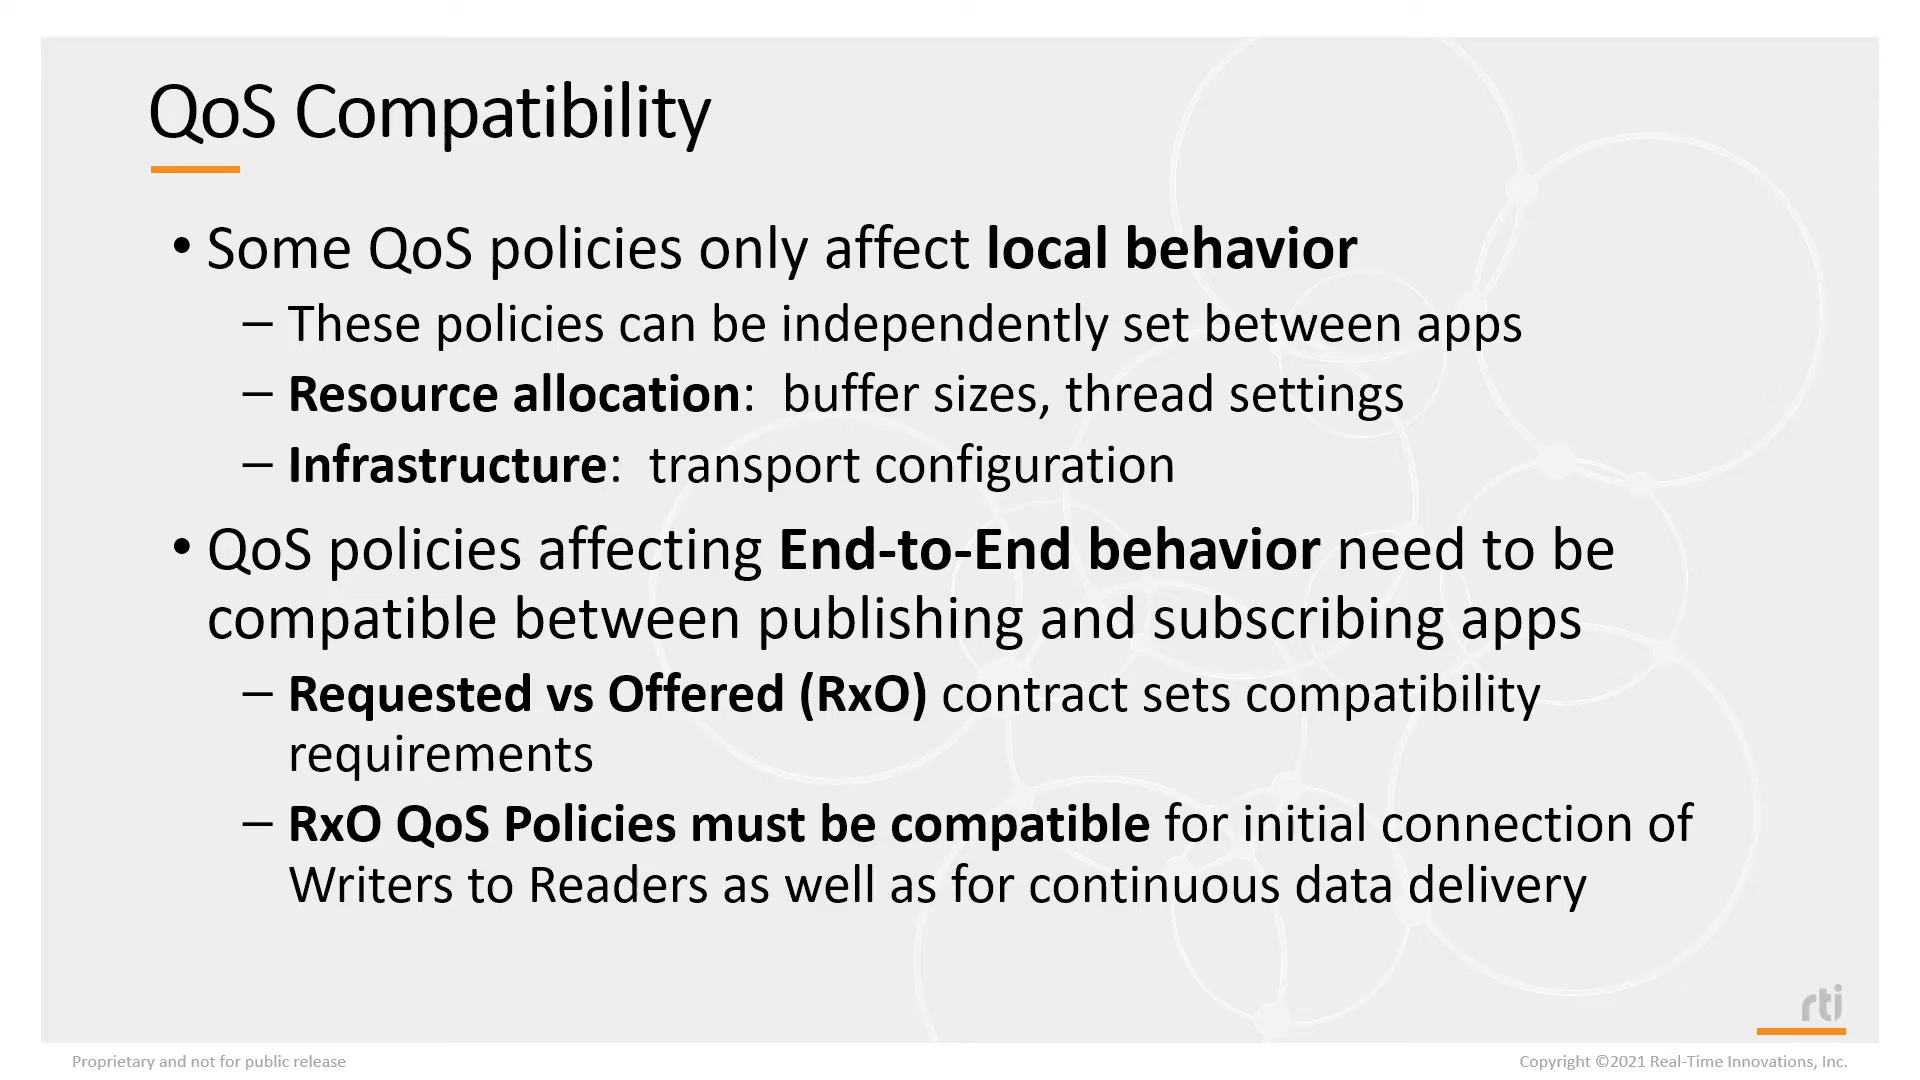 QoS Compatibility
• Some QoS policies only affect local behavior
– These policies can be independently set between apps
– Resource allocation:  buffer sizes, thread settings
– Infrastructure:  transport configuration
• QoS policies affecting End-to-End behavior need to be
compatible between publishing and subscribing apps
– Requested vs Offered (RxO) contract sets compatibility
requirements
– RxO QoS Policies must be compatible for initial connection of
Writers to Readers as well as for continuous data delivery
rti
Proprietary and not for public release
Copyright ©2021 Real-Time Innovations, Inc.